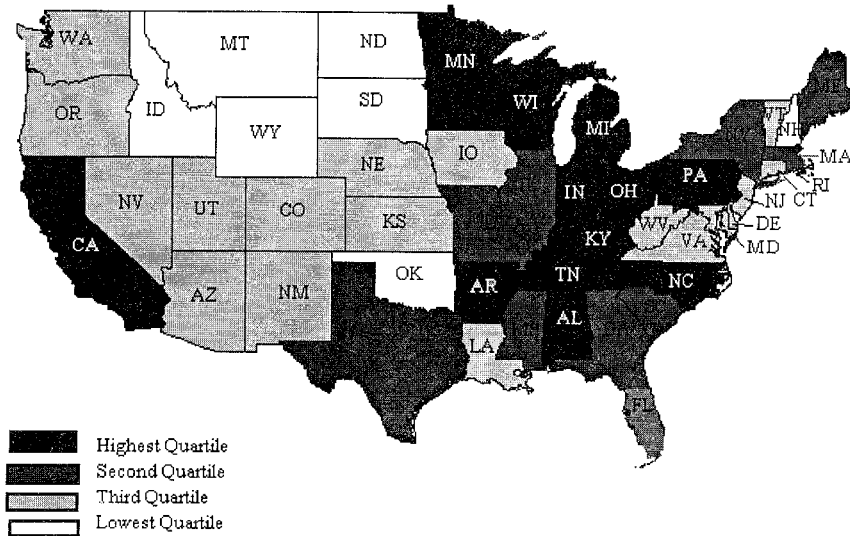 WA
MT
ND
MN
OR
ID
SD
WI
WY
MI
IO
NE
PA
MA
NV
UT
CO
KS
IN
OH
RI
CT
NJ
DE
MD
CA
KY
WV
VA
AZ
NM
OK
AR
TN
NC
AL
LA
FL
VT
NH
ME
Highest Quartile
Second Quartile
Third Quartile
Lowest Quartile